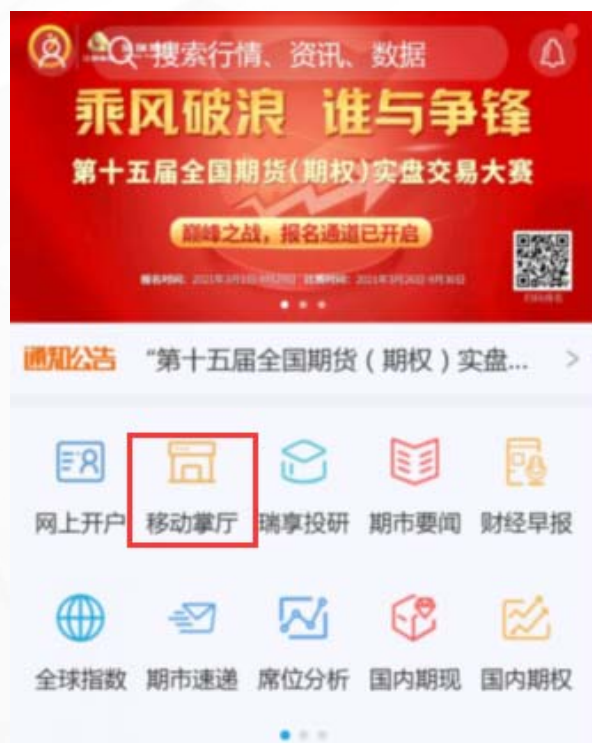 搜索行情、资讯、数据
乘风破浪 谁与争锋
第十五届全国期货(期权)实盘交易大赛
巅峰之战，报名通道已开启
通知公告 “第十五届全国期货（期权）实盘... >
网上开户 移动掌厅 瑞享投研 期市要闻 财经早报
全球指数 期市速递 席位分析 国内期现 国内期权